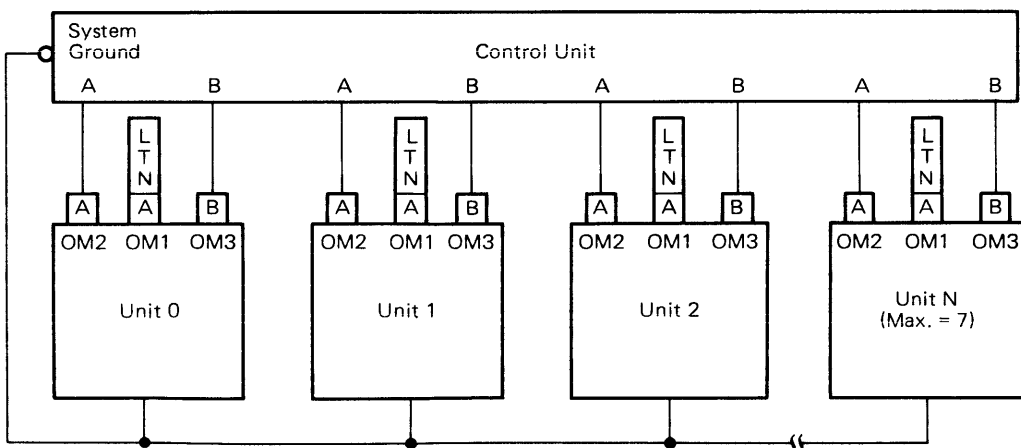 System
Ground
Control Unit
A B A B A B A B
L
T
N
L
T
N
L
T
N
L
T
N
A A B A A B A A B A A B
OM2 OM1 OM3 OM2 OM1 OM3 OM2 OM1 OM3 OM2 OM1 OM3
Unit 0
Unit 1
Unit 2
Unit N
(Max. = 7)